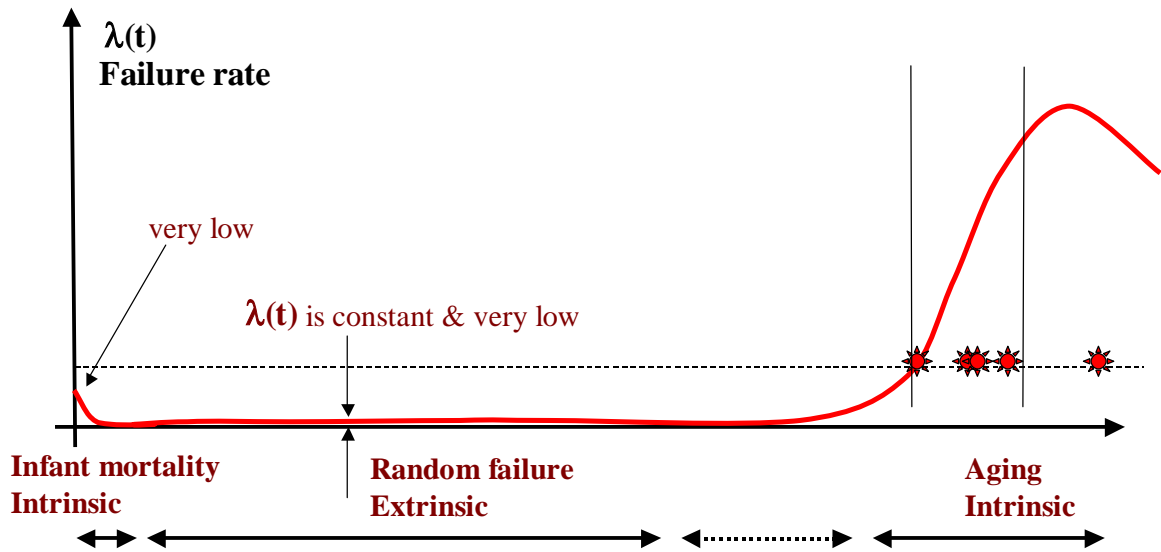 λ(t)
Failure rate
very low
λ(t) is constant & very low
Infant mortality
Intrinsic
Random failure
Extrinsic
Aging
Intrinsic